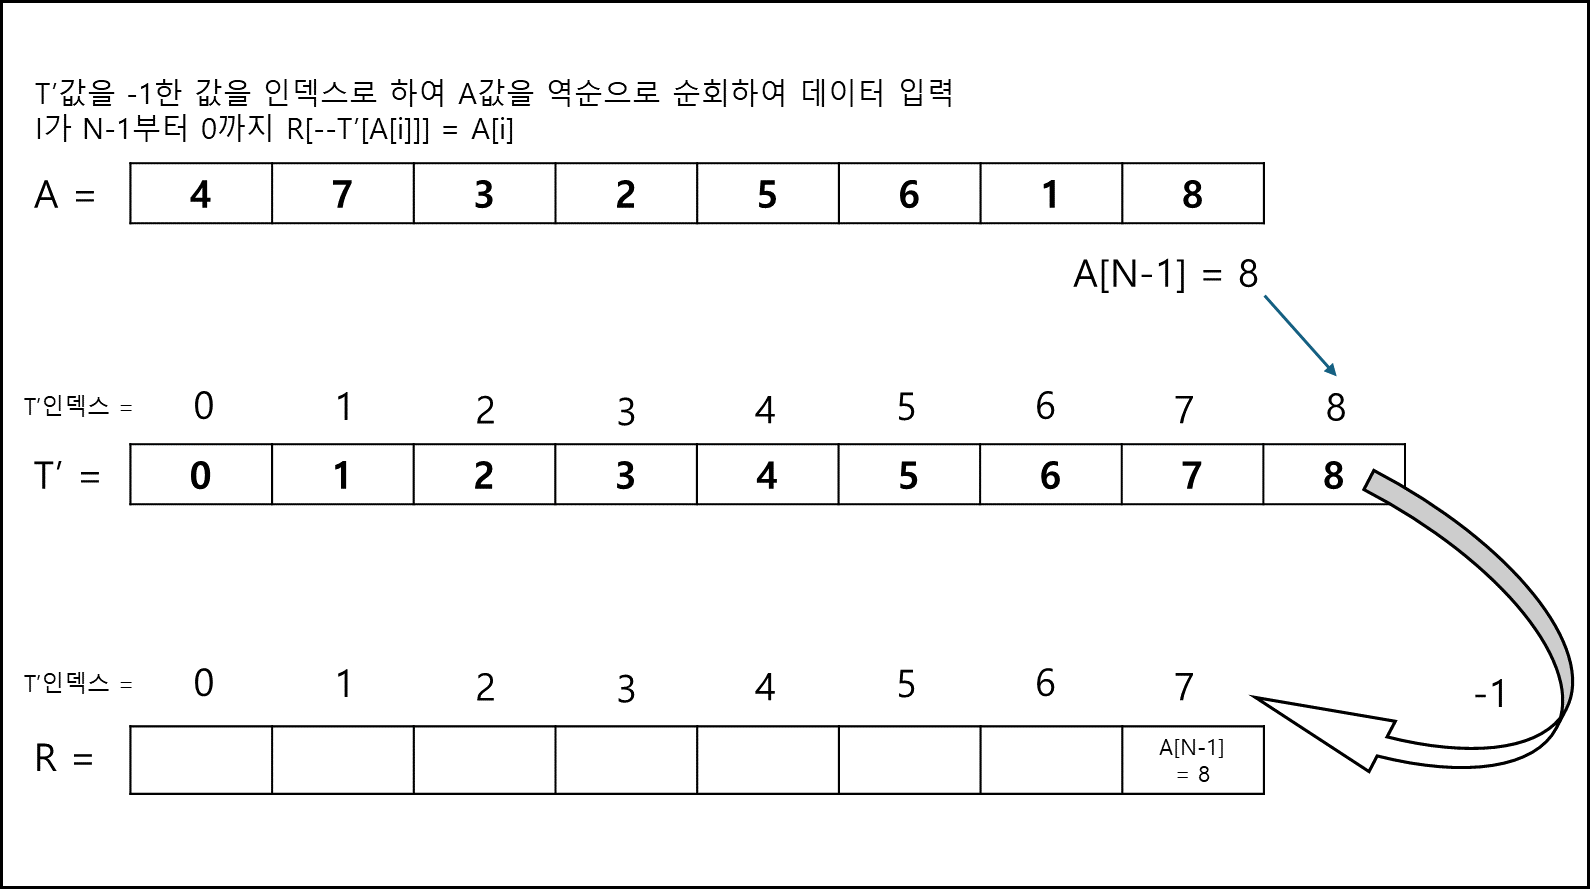 T’값을 -1한 값을 인덱스로 하여 A값을 역순으로 순회하여 데이터 입력
I가 N-1부터 0까지 R[--T’[A[i]]] = A[i]
A = 4 7 3 2 5 6 1 8
A[N-1] = 8
T’인덱스 = 0 1 2 3 4 5 6 7 8
T’ = 0 1 2 3 4 5 6 7 8
T’인덱스 = 0 1 2 3 4 5 6 7 -1
R = A[N-1]
= 8